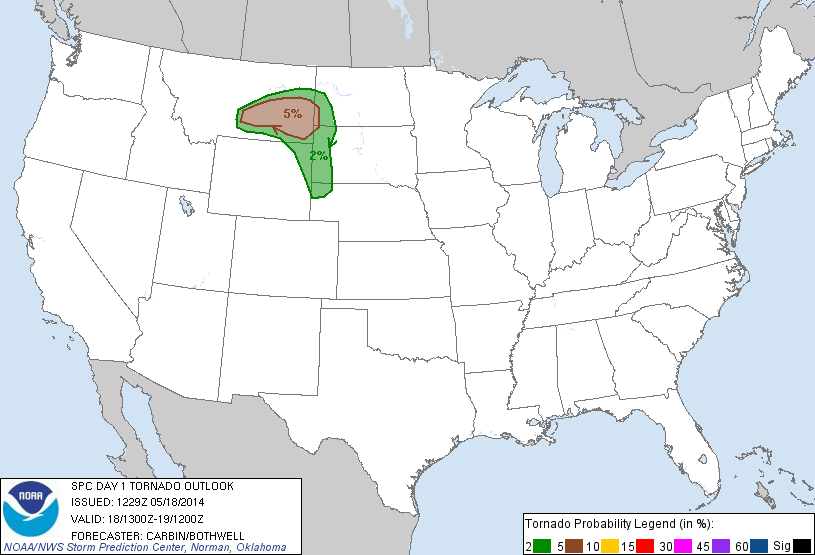 5%
2%
NOAA
SPC DAY 1 TORNADO OUTLOOK
ISSUED: 1229Z 05/18/2014
VALID: 18/1300Z-19/1200Z
FORECASTER: CARBIN/BOTHWELL
NOAA/NWS Storm Prediction Center, Norman, Oklahoma
Tornado Probability Legend (in %):
2 5 10 15 30 45 60 Sig